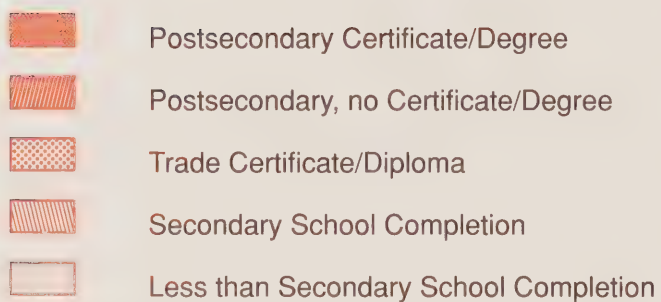 Postsecondary Certificate/Degree
Postsecondary, no Certificate/Degree
Trade Certificate/Diploma
Secondary School Completion
Less than Secondary School Completion